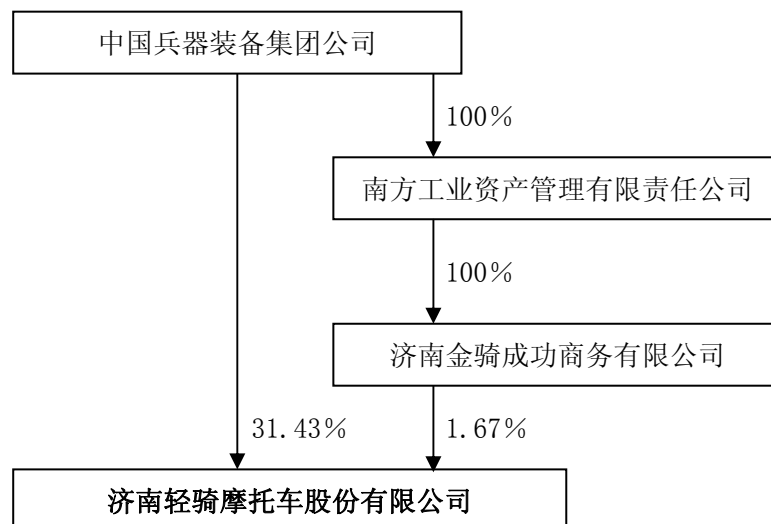 中国兵器装备集团公司
100％
南方工业资产管理有限责任公司
100％
济南金骑成功商务有限公司
31.43％
1.67％
济南轻骑摩托车股份有限公司